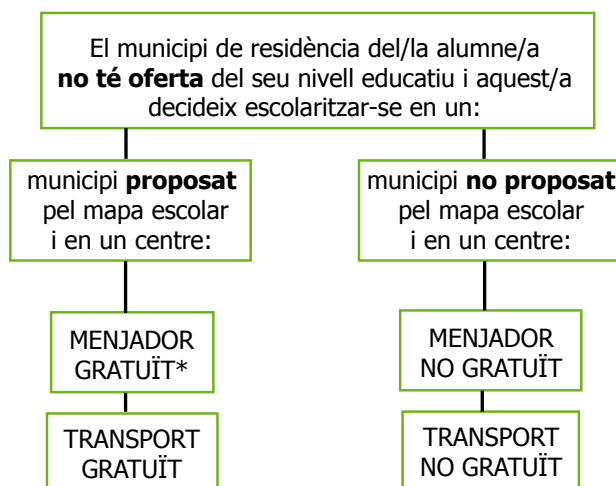 El municipi de residència del/la alumne/a
no té oferta del seu nivell educatiu i aquest/a
decideix escolaritzar-se en un:
municipi proposat
pel mapa escolar
i en un centre:
municipi no proposat
pel mapa escolar
i en un centre:
MENJADOR
GRATUÏT*
MENJADOR
NO GRATUÏT
TRANSPORT
GRATUÏT
TRANSPORT
NO GRATUÏT